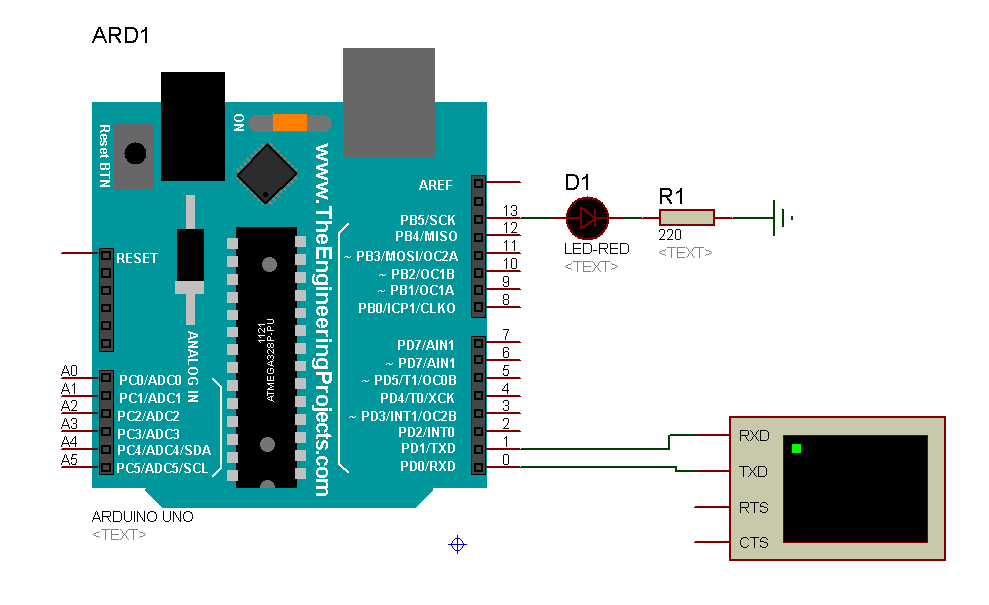 ARD1
ON
Reset BTN
www.TheEngineeringProjects.com
AREF
PB5/SCK
13
PB4/MISO
12
~ PB3/MOSI/OC2A
11
~ PB2/OC1B
10
~ PB1/OC1A
9
PB0/ICP1/CLKO
8
D1
LED-RED
<TEXT>
R1
220
<TEXT>
RESET
1121
ATMEGA328P-PU
ANALOG IN
PD7/AIN1
7
~ PD7/AIN1
6
~ PD5/T1/OC0B
5
PD4/T0/XCK
4
~ PD3/INT1/OC2B
3
PD2/INT0
2
PD1/TXD
1
PD0/RXD
0
A0
PC0/ADC0
A1
PC1/ADC1
A2
PC2/ADC2
A3
PC3/ADC3
A4
PC4/ADC4/SDA
A5
PC5/ADC5/SCL
RXD
TXD
RTS
CTS
ARDUINO UNO
<TEXT>